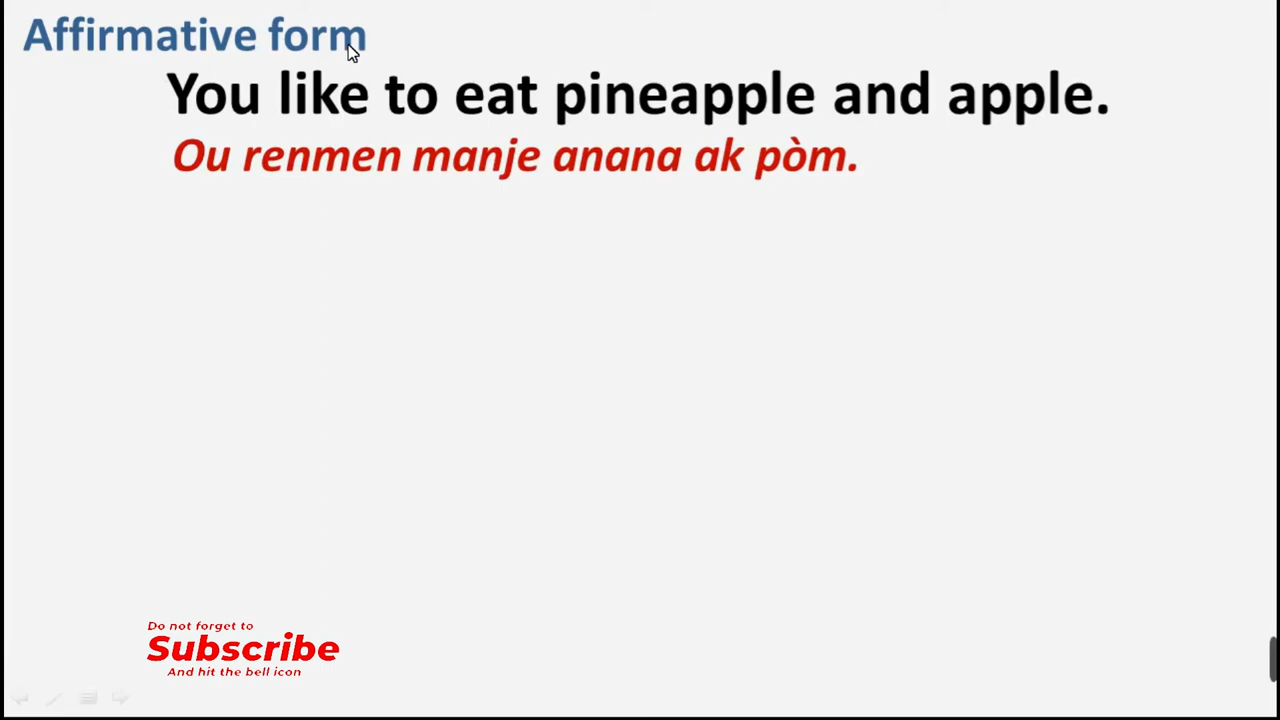 Affirmative form
You like to eat pineapple and apple.
Ou renmen manje anana ak pòm.
Do not forget to
Subscribe
And hit the bell icon